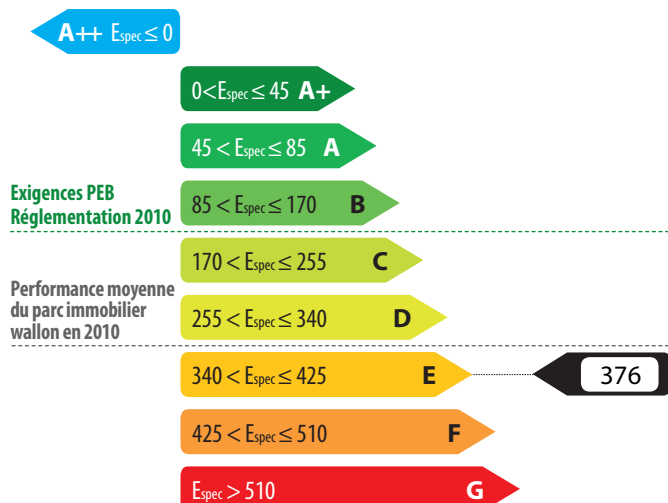 A++ Espec ≤ 0
0<Espec ≤ 45 A+
45 < Espec ≤ 85 A
Exigences PEB
Réglementation 2010
85 < Espec ≤ 170 B
170 < Espec ≤ 255 C
Performance moyenne
du parc immobilier
wallon en 2010
255 < Espec ≤ 340 D
340 < Espec ≤ 425 E 376
425 < Espec ≤ 510 F
Espec > 510 G